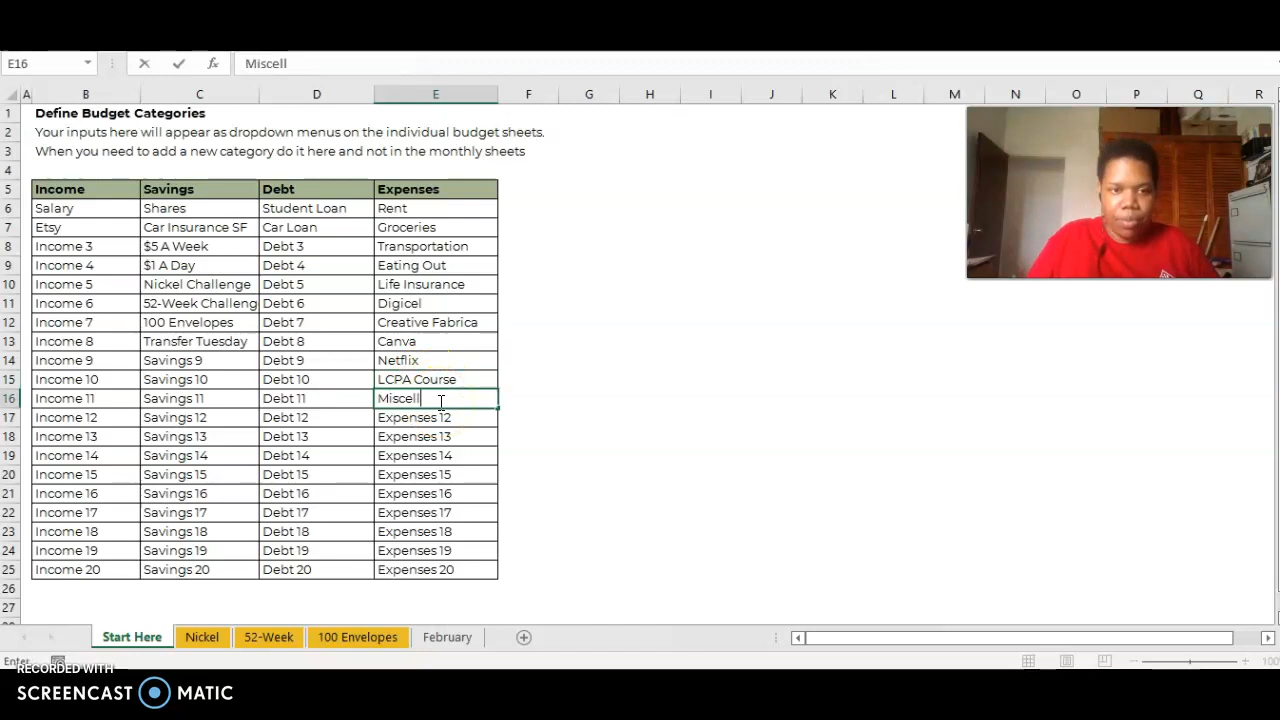 E16 Miscell
A B C D E F G H I J K L M N O P Q R
1 Define Budget Categories
2 Your inputs here will appear as dropdown menus on the individual budget sheets.
3 When you need to add a new category do it here and not in the monthly sheets
4
5 Income Savings Debt Expenses
6 Salary Shares Student Loan Rent
7 Etsy Car Insurance SF Car Loan Groceries
8 Income 3 $5 A Week Debt 3 Transportation
9 Income 4 $1 A Day Debt 4 Eating Out
10 Income 5 Nickel Challenge Debt 5 Life Insurance
11 Income 6 52-Week Challeng Debt 6 Digicel
12 Income 7 100 Envelopes Debt 7 Creative Fabrica
13 Income 8 Transfer Tuesday Debt 8 Canva
14 Income 9 Savings 9 Debt 9 Netflix
15 Income 10 Savings 10 Debt 10 LCPA Course
16 Income 11 Savings 11 Debt 11 Miscell
17 Income 12 Savings 12 Debt 12 Expenses 12
18 Income 13 Savings 13 Debt 13 Expenses 13
19 Income 14 Savings 14 Debt 14 Expenses 14
20 Income 15 Savings 15 Debt 15 Expenses 15
21 Income 16 Savings 16 Debt 16 Expenses 16
22 Income 17 Savings 17 Debt 17 Expenses 17
23 Income 18 Savings 18 Debt 18 Expenses 18
24 Income 19 Savings 19 Debt 19 Expenses 19
25 Income 20 Savings 20 Debt 20 Expenses 20
26
27
Start Here Nickel 52-Week 100 Envelopes February
Enter
RECORDED WITH
SCREENCAST MATIC